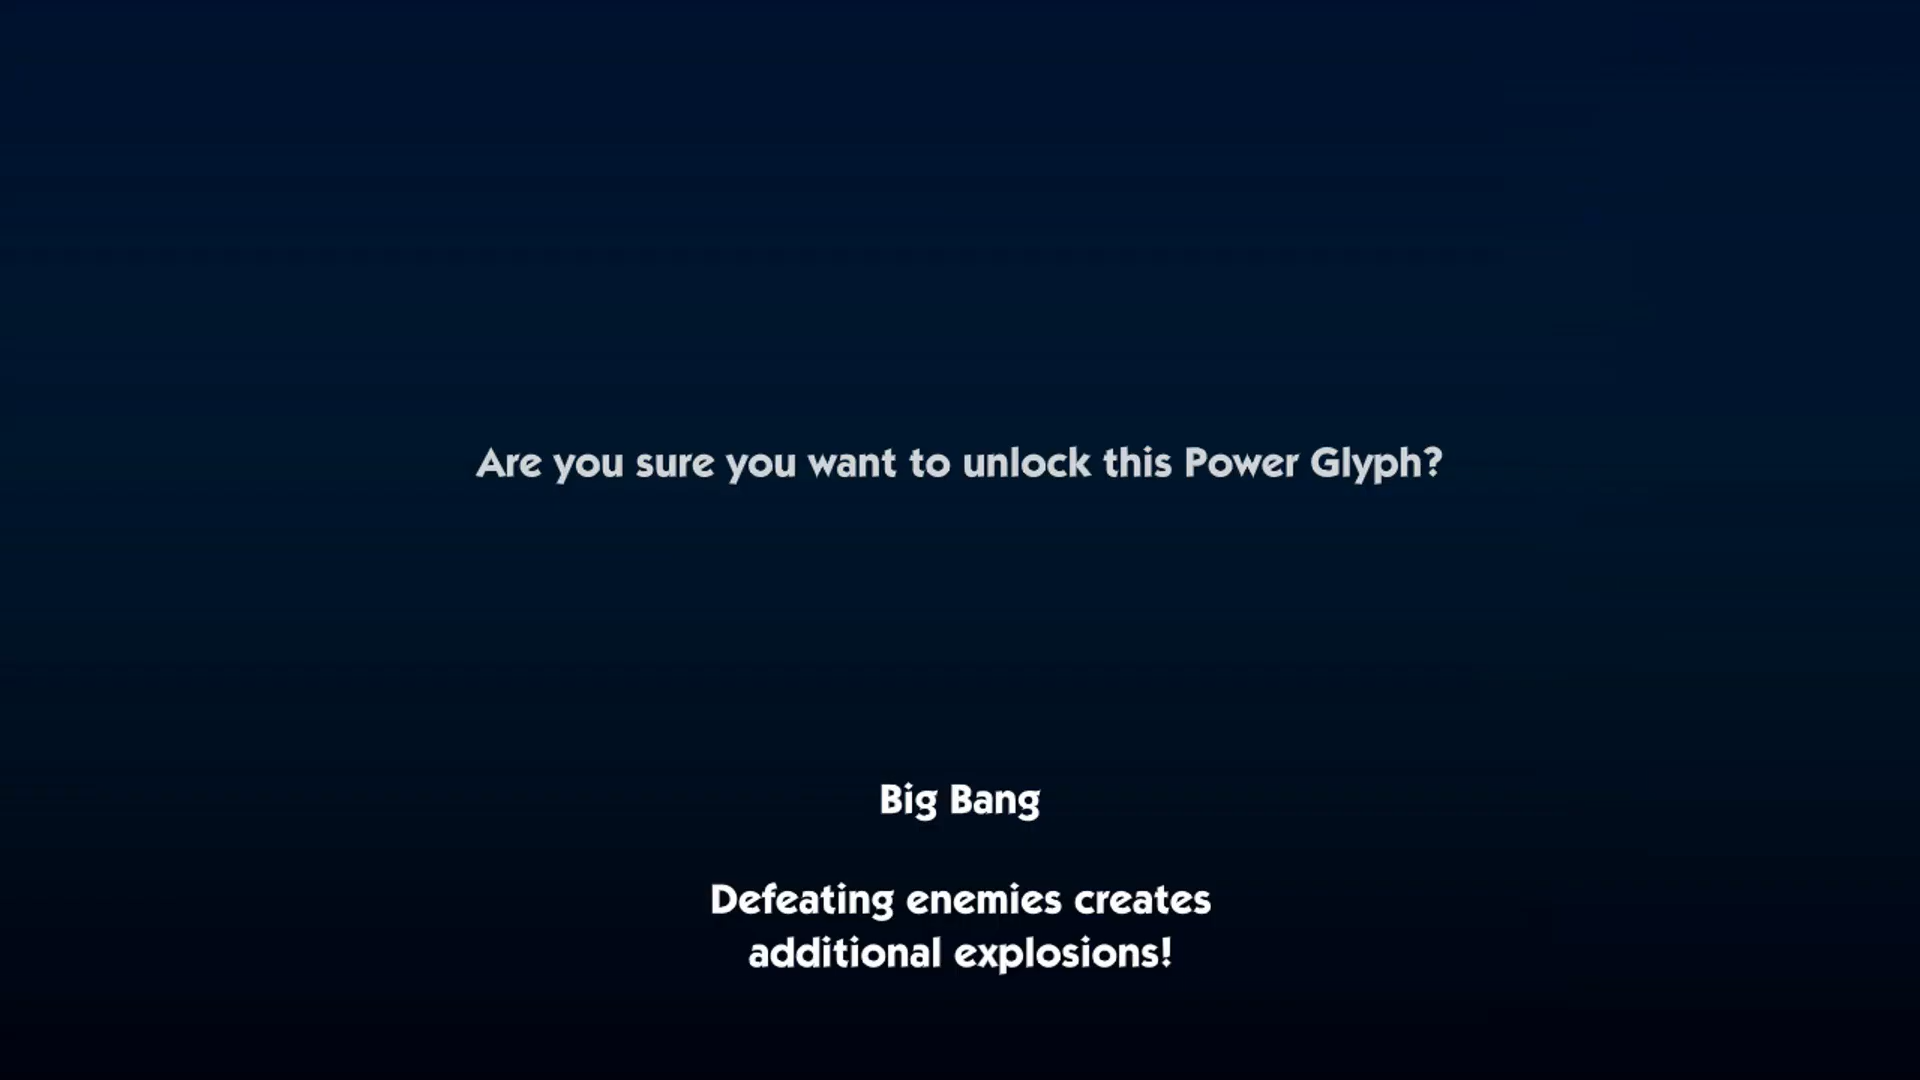 Are you sure you want to unlock this Power Glyph?
Big Bang
Defeating enemies creates
additional explosions!